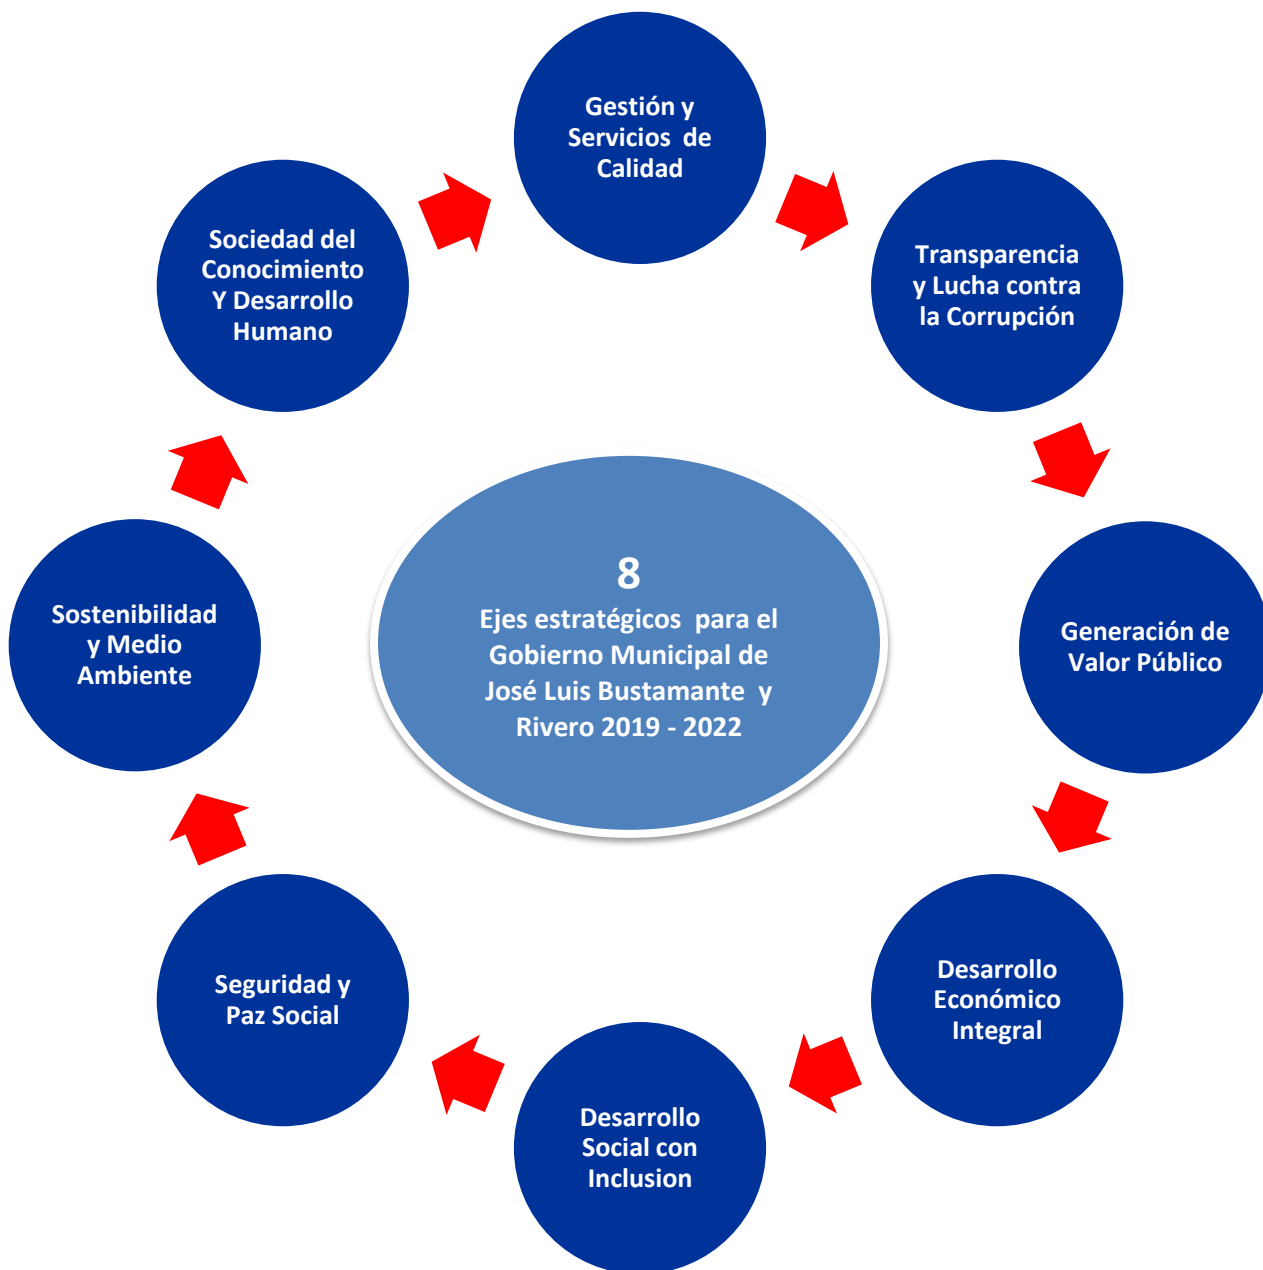 Gestión y
Servicios de
Calidad
Transparencia
y Lucha contra
la Corrupción
Generación de
Valor Público
Desarrollo
Económico
Integral
Desarrollo
Social con
Inclusion
Seguridad y
Paz Social
Sostenibilidad
y Medio
Ambiente
Sociedad del
Conocimiento
Y Desarrollo
Humano
8
Ejes estratégicos para el
Gobierno Municipal de
José Luis Bustamante y
Rivero 2019 - 2022